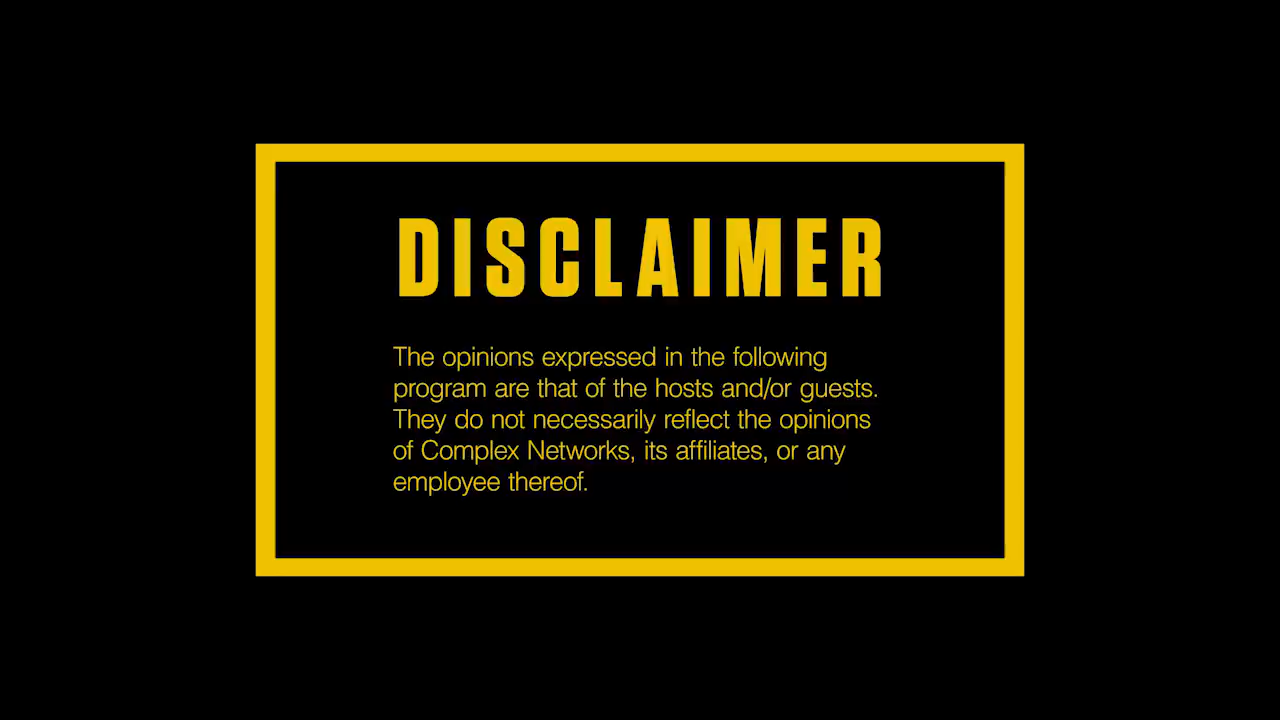 DISCLAIMER
The opinions expressed in the following
program are that of the hosts and/or guests.
They do not necessarily reflect the opinions
of Complex Networks, its affiliates, or any
employee thereof.